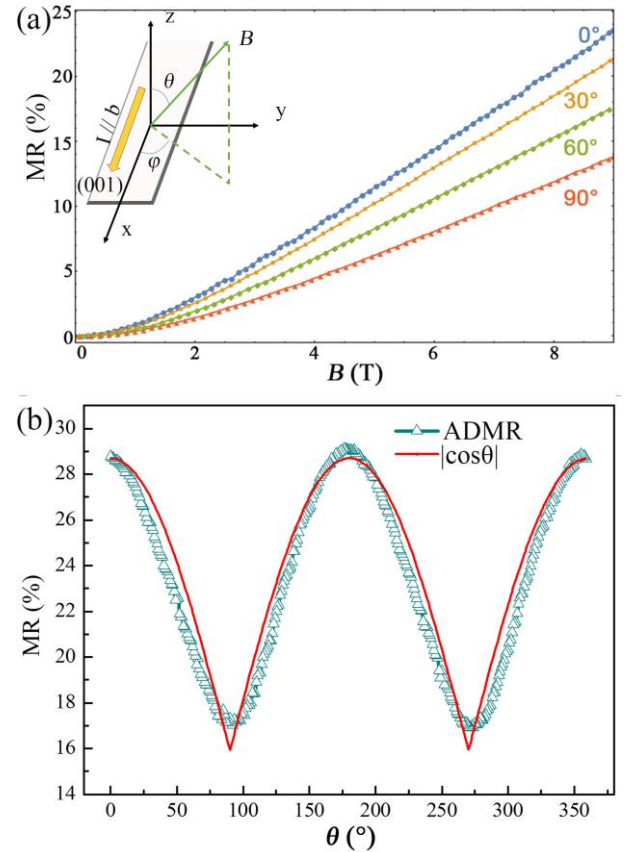 (a)
25
20
15
10
5
0
MR (%)
0 2 4 6 8
B (T)
0°
30°
60°
90°
z
B
θ
y
I // b
φ
(001)
x
(b)
30
28
26
24
22
20
18
16
14
MR (%)
ADMR
|cosθ|
0 50 100 150 200 250 300 350
θ (°)